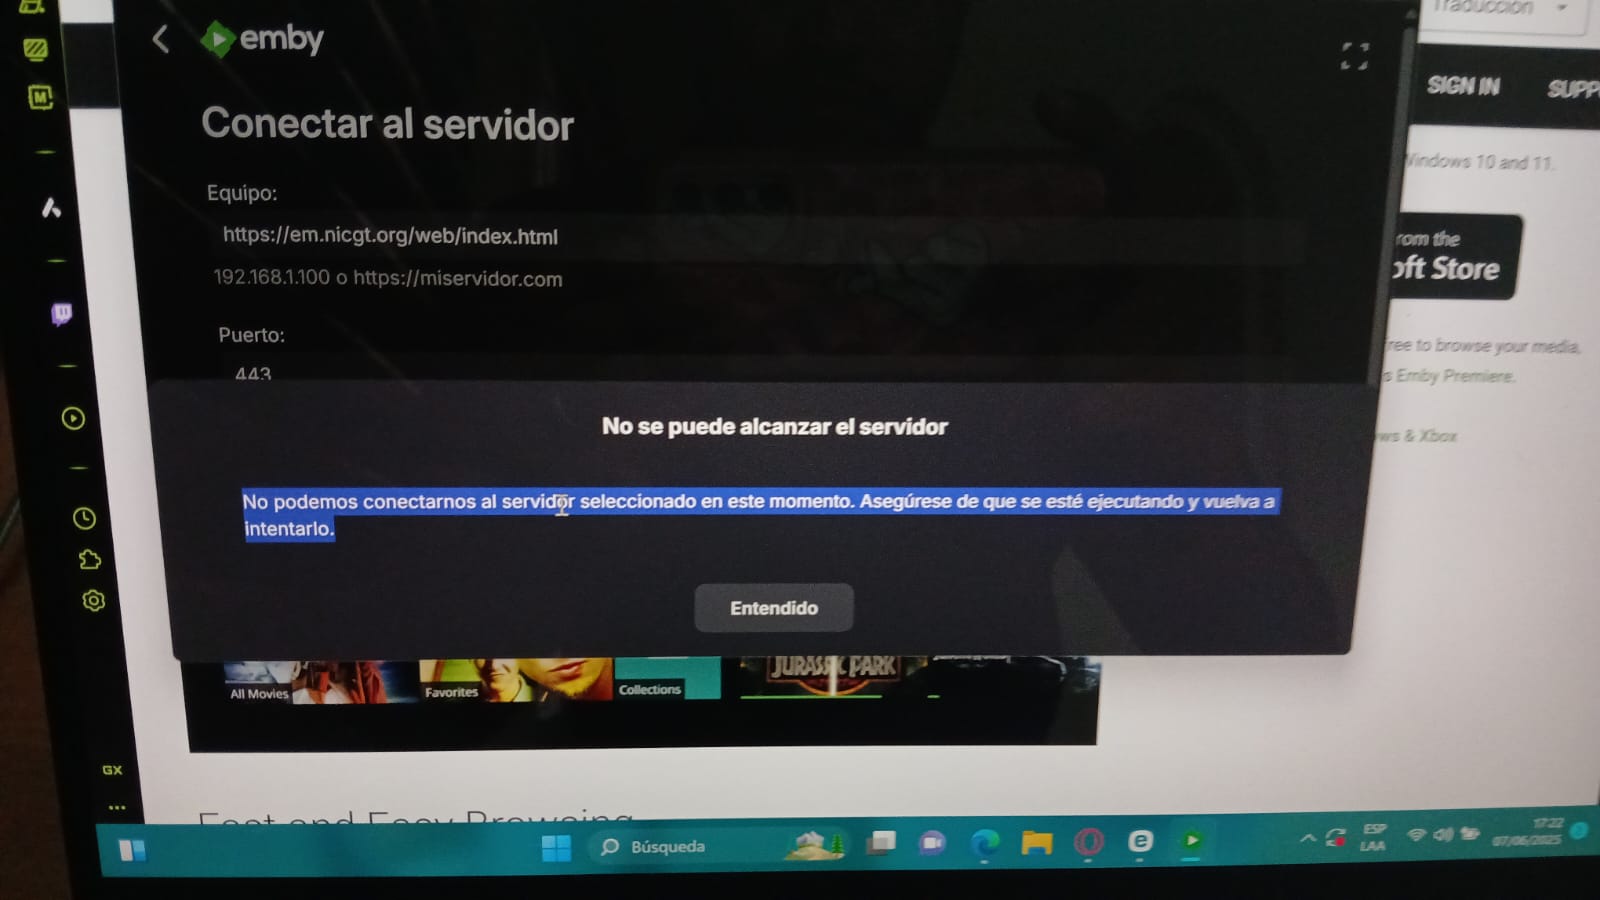 emby
Conectar al servidor
Equipo:
https://em.nicgt.org/web/index.html
192.168.1.100 o https://miservidor.com
Puerto:
443
No se puede alcanzar el servidor
No podemos conectarnos al servidor seleccionado en este momento. Asegúrese de que se esté ejecutando y vuelva a
intentarlo.
Entendido
Traducción
SIGN IN
SUPP
Windows 10 and 11.
rom the
oft Store
ree to browse your media,
s Emby Premiere.
ws & Xbox
All Movies
Favorites
Collections
JURASSIC PARK
Fast and Easy Browsing
GX
Búsqueda
ESP
LAA
17:22
07/06/2025